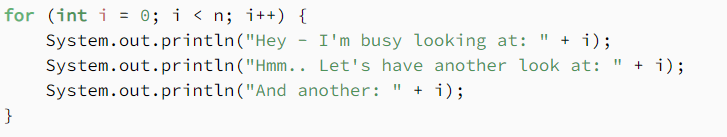 for (int i = 0; i < n; i++) {
    System.out.println("Hey - I'm busy looking at: " + i);
    System.out.println("Hmm.. Let's have another look at: " + i);
    System.out.println("And another: " + i);
}